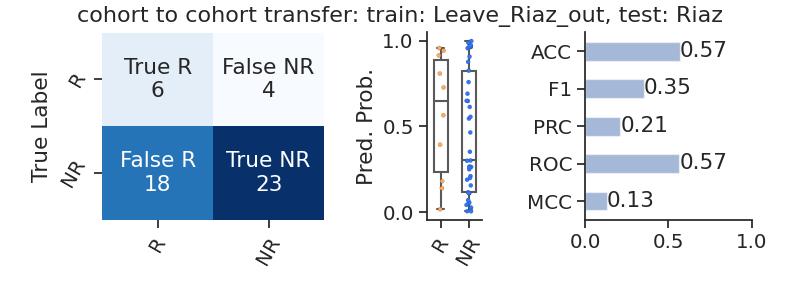 cohort to cohort transfer: train: Leave_Riaz_out, test: Riaz
True Label
R
NR
True R
6
False NR
4
False R
18
True NR
23
R
NR
Pred. Prob.
1.0
0.5
0.0
R
NR
ACC
0.57
F1
0.35
PRC
0.21
ROC
0.57
MCC
0.13
0.0
0.5
1.0